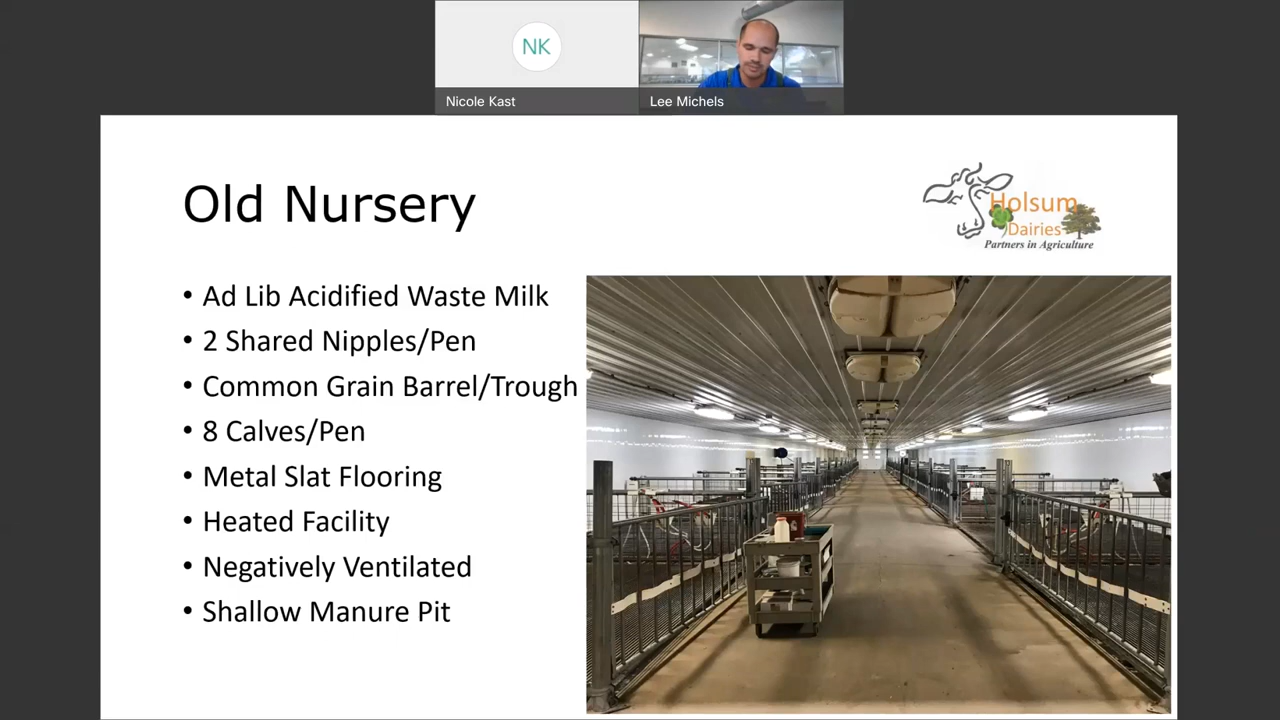 NK
Nicole Kast
Lee Michels
Old Nursery
Holsum
Dairies
Partners in Agriculture
• Ad Lib Acidified Waste Milk
• 2 Shared Nipples/Pen
• Common Grain Barrel/Trough
• 8 Calves/Pen
• Metal Slat Flooring
• Heated Facility
• Negatively Ventilated
• Shallow Manure Pit